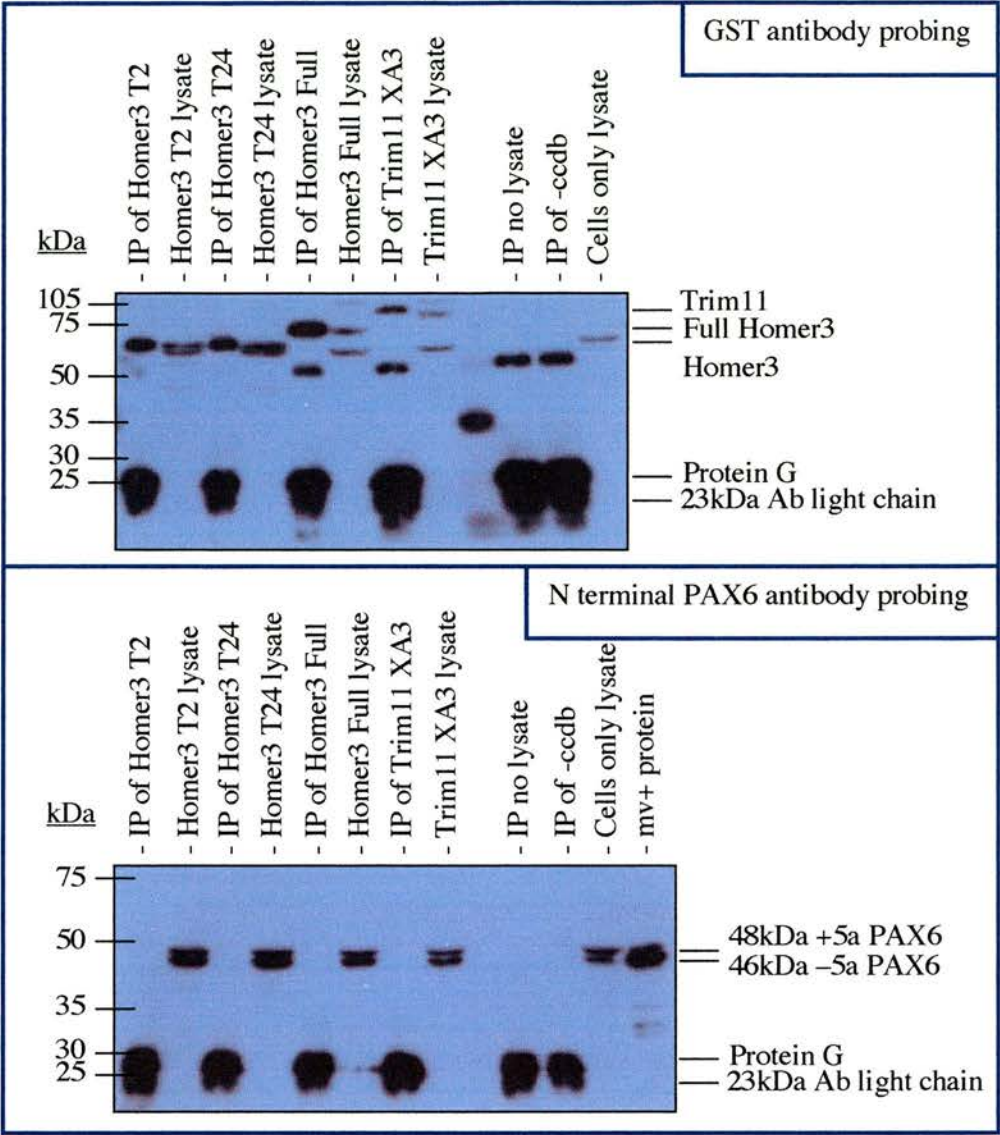 GST antibody probing
- IP of Homer3 T2
- Homer3 T2 lysate
- IP of Homer3 T24
- Homer3 T24 lysate
- IP of Homer3 Full
- Homer3 Full lysate
- IP of Trim11 XA3
- Trim11 XA3 lysate
- IP no lysate
- IP of -ccdb
- Cells only lysate
kDa
105
75
50
35
30
25
Trim11
Full Homer3
Homer3
Protein G
23kDa Ab light chain
N terminal PAX6 antibody probing
- IP of Homer3 T2
- Homer3 T2 lysate
- IP of Homer3 T24
- Homer3 T24 lysate
- IP of Homer3 Full
- Homer3 Full lysate
- IP of Trim11 XA3
- Trim11 XA3 lysate
- IP no lysate
- IP of -ccdb
- Cells only lysate
- mv+ protein
kDa
75
50
35
30
25
48kDa +5a PAX6
46kDa –5a PAX6
Protein G
23kDa Ab light chain